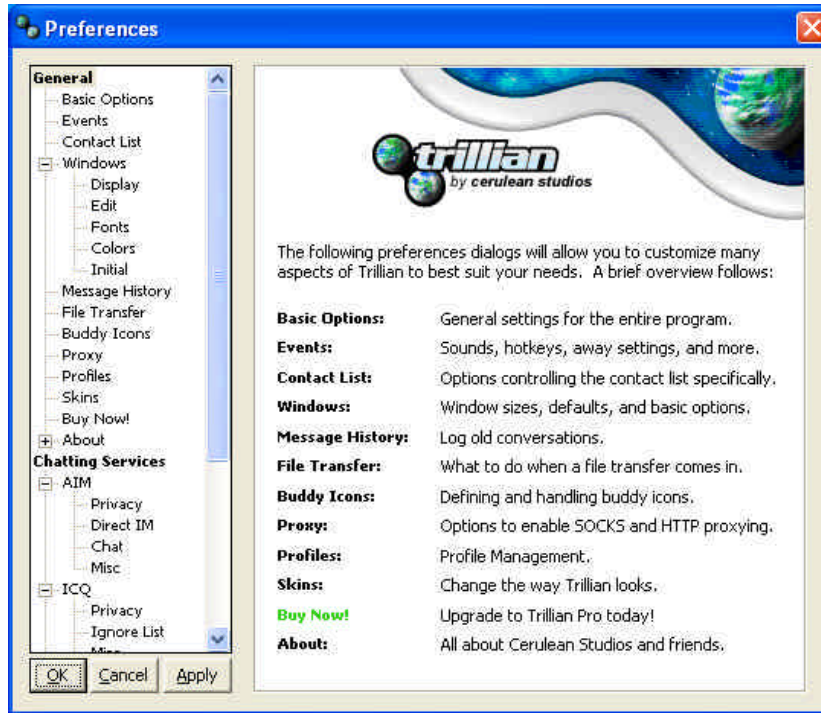 Preferences
General
Basic Options
Events
Contact List
Windows
Display
Edit
Fonts
Colors
Initial
Message History
File Transfer
Buddy Icons
Proxy
Profiles
Skins
Buy Now!
About
Chatting Services
AIM
Privacy
Direct IM
Chat
Misc
ICQ
Privacy
Ignore List
Misc
OK Cancel Apply
trillian
by cerulean studios
The following preferences dialogs will allow you to customize many
aspects of Trillian to best suit your needs. A brief overview follows:
Basic Options: General settings for the entire program.
Events: Sounds, hotkeys, away settings, and more.
Contact List: Options controlling the contact list specifically.
Windows: Window sizes, defaults, and basic options.
Message History: Log old conversations.
File Transfer: What to do when a file transfer comes in.
Buddy Icons: Defining and handling buddy icons.
Proxy: Options to enable SOCKS and HTTP proxying.
Profiles: Profile Management.
Skins: Change the way Trillian looks.
Buy Now! Upgrade to Trillian Pro today!
About: All about Cerulean Studios and friends.